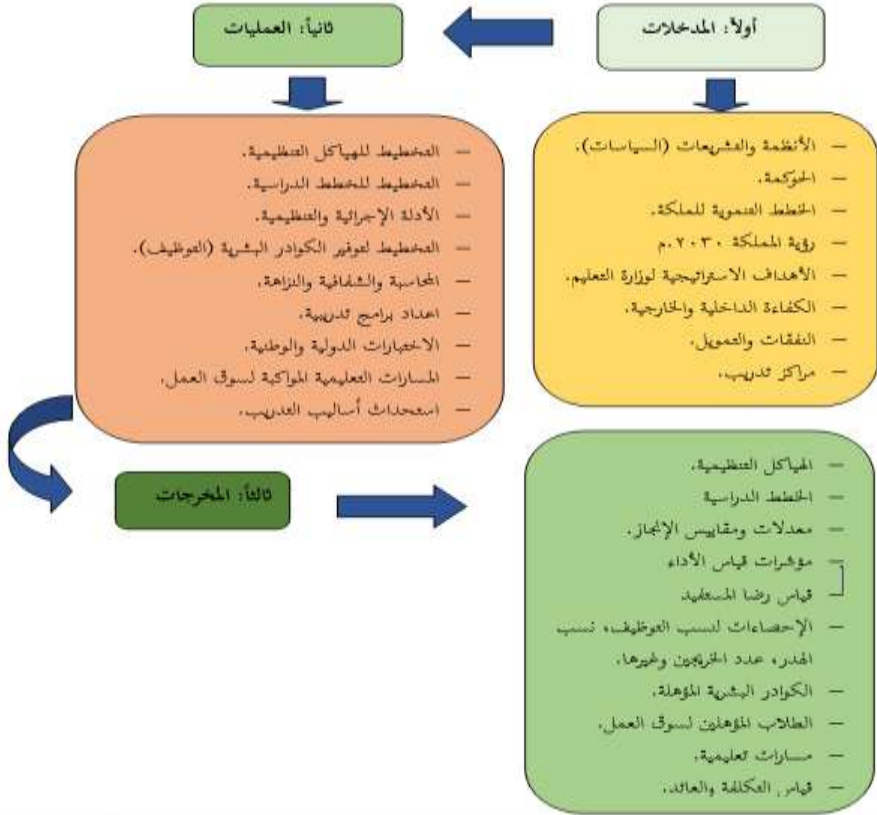 أولاً: المدخلات
– الأنظمة والتشريعات (السياسات).
– الحوكمة.
– الخطط التنموية للملكة.
– رؤية المملكة ٢٠٣٠.م
– الأهداف الاستراتيجية لوزارة التعليم.
– الكفاءة الداخلية والخارجية.
– النفقات والتمويل.
– مراكز تدريب.
ثانياً: العمليات
– التخطيط للهياكل التنظيمية.
– التخطيط للخطط الدراسية.
– الأدلة الإجرائية والتنظيمية.
– التخطيط لتوفير الكوادر البشرية (التوظيف).
– المحاسبة والشفافية والنزاهة.
– اعداد برامج تدريبية.
– الاختبارات الدولية والوطنية.
– المسارات التعليمية المواكبة لسوق العمل.
– استحداث أساليب التدريب.
ثالثاً: المخرجات
– الهياكل التنظيمية.
– الخطط الدراسية
– معدلات ومقاييس الإنجاز.
– مؤشرات قياس الأداء
– قياس رضا المستفيد
– الإحصاءات لنسب التوظيف، نسب
الهدر، عدد الخريجين وغيرها.
– الكوادر البشرية المؤهلة.
– الطلاب المؤهلين لسوق العمل.
– مسارات تعليمية.
– قياس التكلفة والعائد.